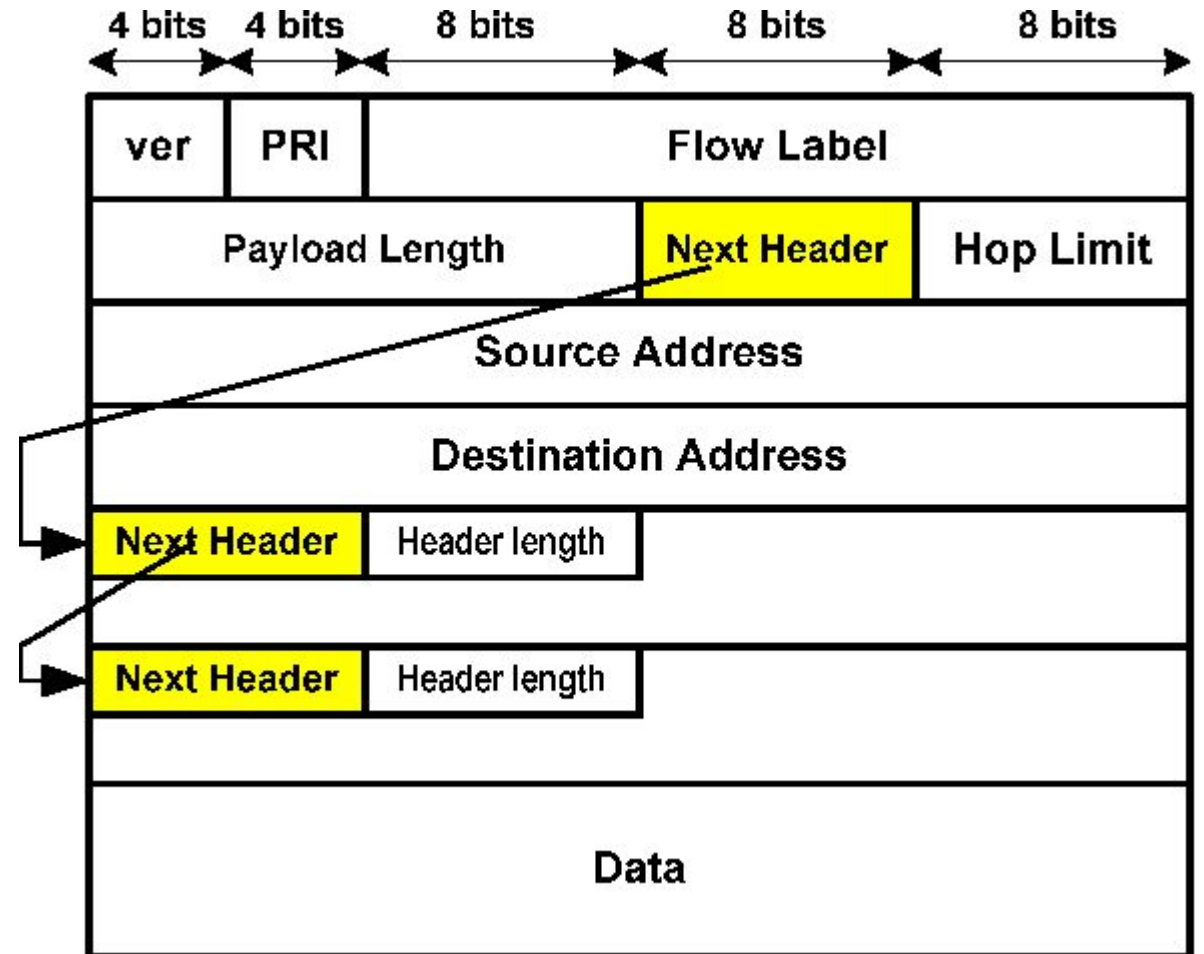 4 bits 4 bits 8 bits 8 bits 8 bits
ver PRI Flow Label
Payload Length Next Header Hop Limit
Source Address
Destination Address
Next Header Header length
Next Header Header length
Data